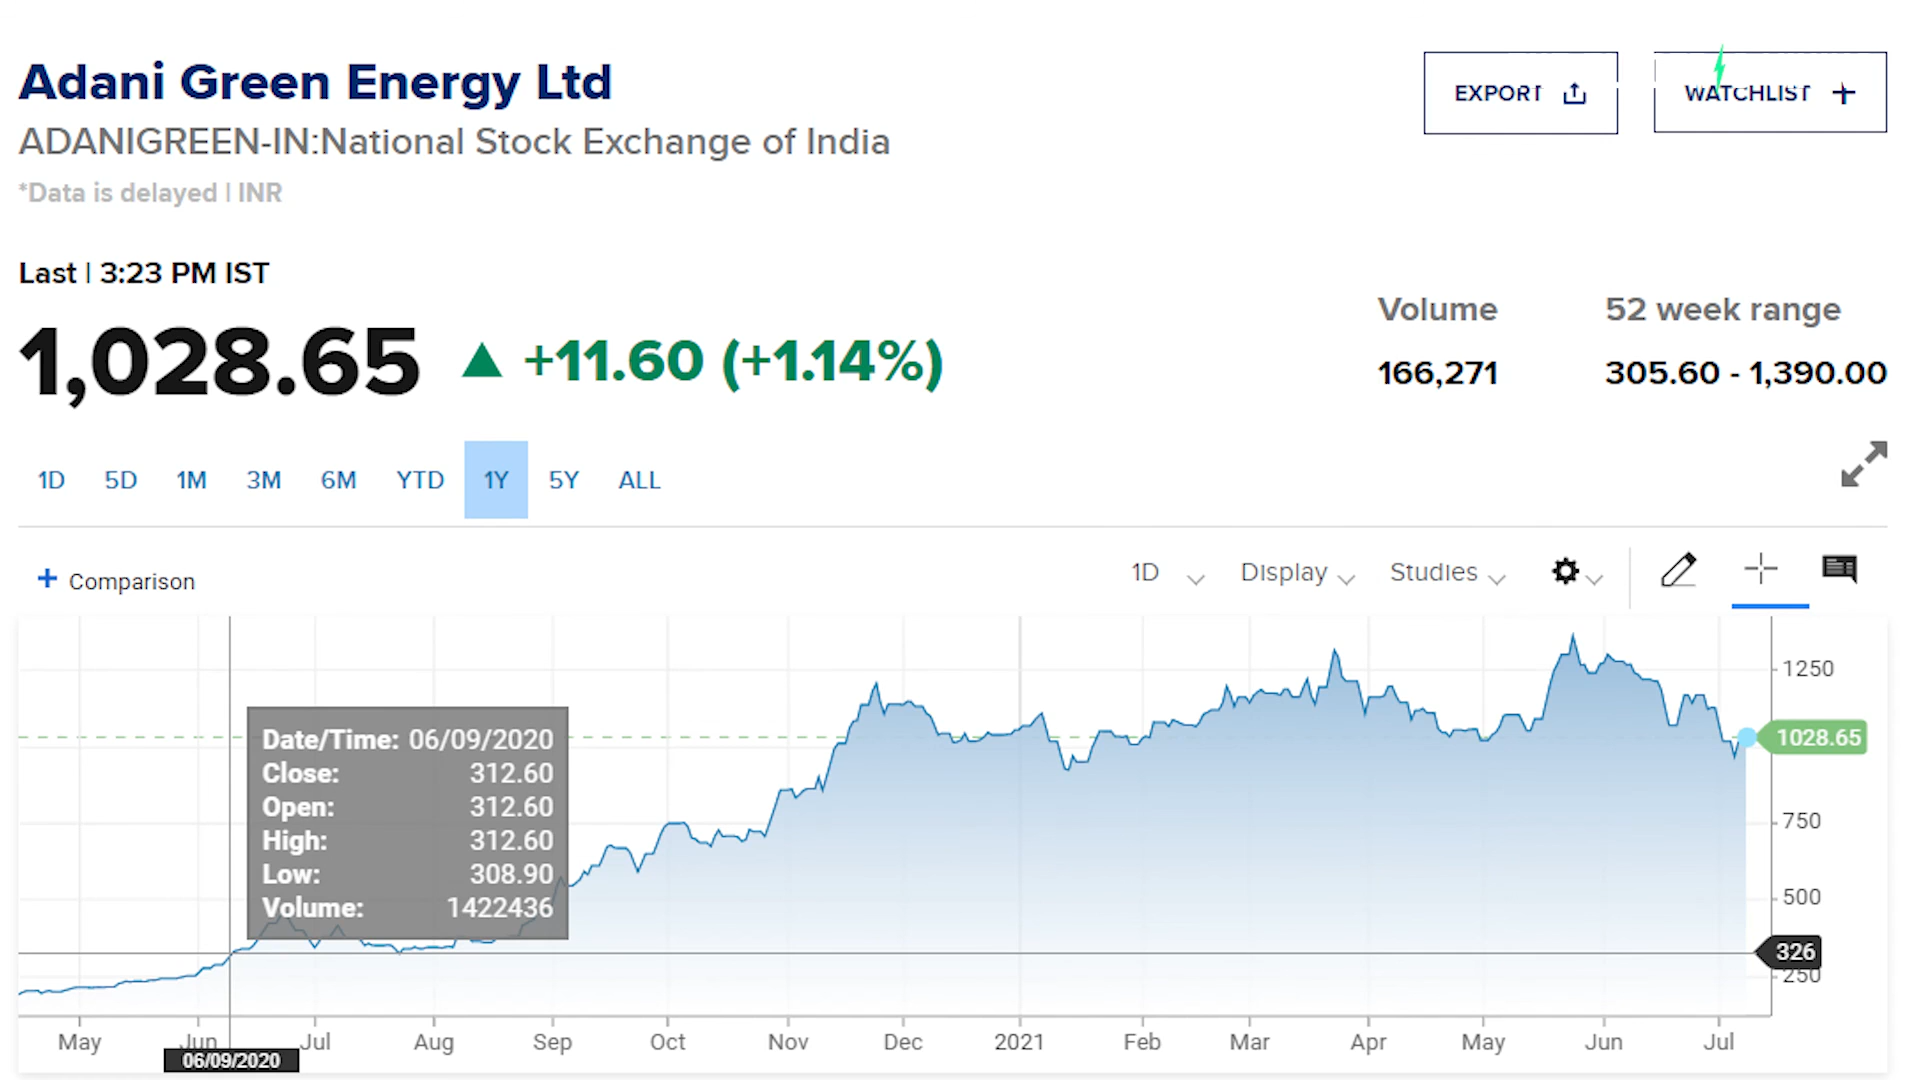 Adani Green Energy Ltd
EXPORT
WATCHLIST +
ADANIGREEN-IN:National Stock Exchange of India
*Data is delayed | INR
Last | 3:23 PM IST
1,028.65 ▲ +11.60 (+1.14%)
Volume
166,271
52 week range
305.60 - 1,390.00
1D 5D 1M 3M 6M YTD 1Y 5Y ALL
+ Comparison
1D Display Studies
Date/Time: 06/09/2020
Close: 312.60
Open: 312.60
High: 312.60
Low: 308.90
Volume: 1422436
1250
1028.65
750
500
326
250
May Jun Jul Aug Sep Oct Nov Dec 2021 Feb Mar Apr May Jun Jul
06/09/2020